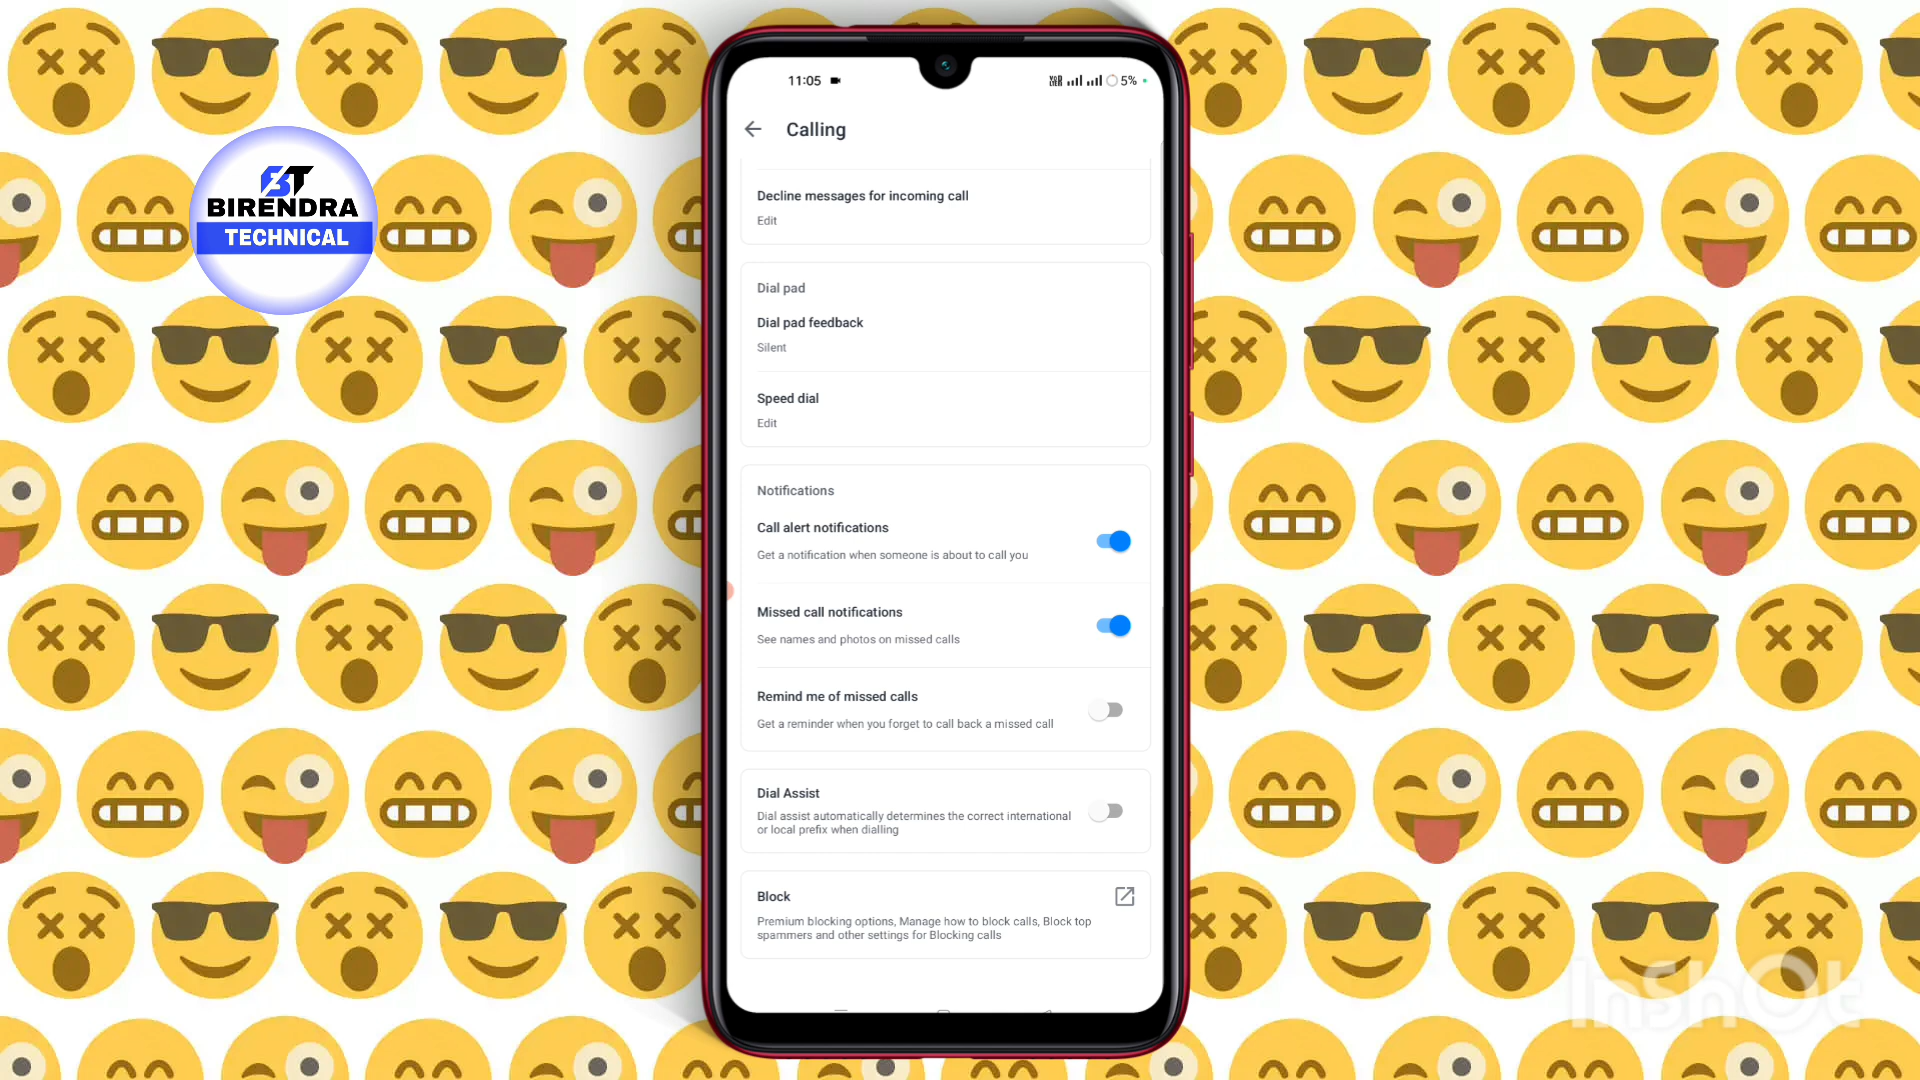 BT
BIRENDRA
TECHNICAL
11:05
5%
Calling
Decline messages for incoming call
Edit
Dial pad
Dial pad feedback
Silent
Speed dial
Edit
Notifications
Call alert notifications
Get a notification when someone is about to call you
Missed call notifications
See names and photos on missed calls
Remind me of missed calls
Get a reminder when you forget to call back a missed call
Dial Assist
Dial assist automatically determines the correct international
or local prefix when dialling
Block
Premium blocking options, Manage how to block calls, Block top
spammers and other settings for Blocking calls
InShOt